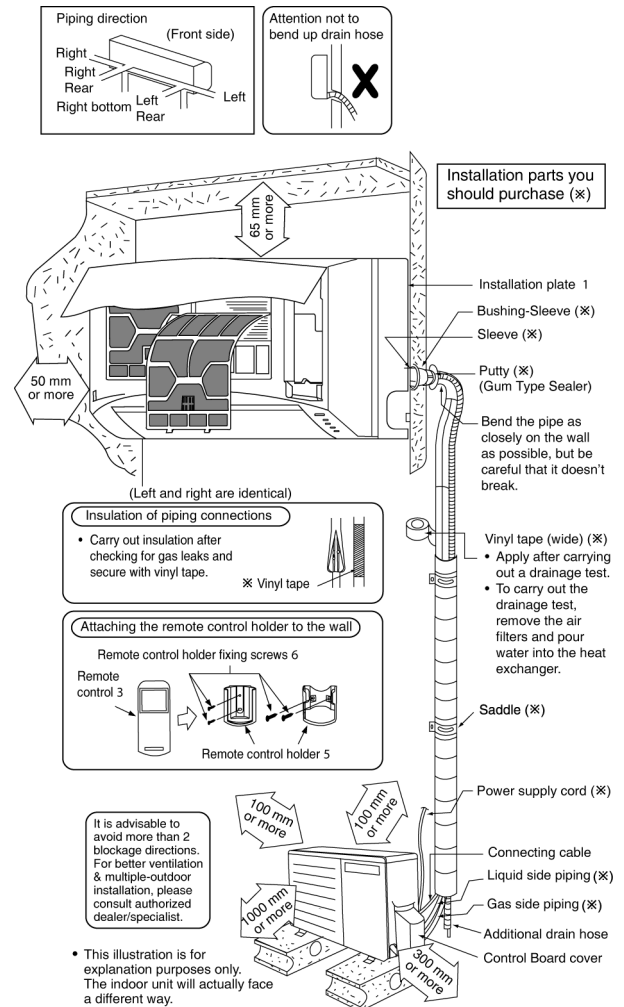 Piping direction
(Front side)
Right
Right
Rear
Right bottom
Left
Rear
Left
Attention not to
bend up drain hose
Installation parts you
should purchase (※)
65 mm
or more
50 mm
or more
(Left and right are identical)
Installation plate 1
Bushing-Sleeve (※)
Sleeve (※)
Putty (※)
(Gum Type Sealer)
Bend the pipe as
closely on the wall
as possible, but be
careful that it doesn't
break.
Insulation of piping connections
• Carry out insulation after
checking for gas leaks and
secure with vinyl tape.
※ Vinyl tape
Vinyl tape (wide) (※)
• Apply after carrying
out a drainage test.
• To carry out the
drainage test,
remove the air
filters and pour
water into the heat
exchanger.
Attaching the remote control holder to the wall
Remote control holder fixing screws 6
Remote
control 3
Remote control holder 5
Saddle (※)
Power supply cord (※)
Connecting cable
Liquid side piping (※)
Gas side piping (※)
Additional drain hose
Control Board cover
100 mm
or more
100 mm
or more
1000 mm
or more
300 mm
or more
It is advisable to
avoid more than 2
blockage directions.
For better ventilation
& multiple-outdoor
installation, please
consult authorized
dealer/specialist.
• This illustration is for
explanation purposes only.
The indoor unit will actually face
a different way.